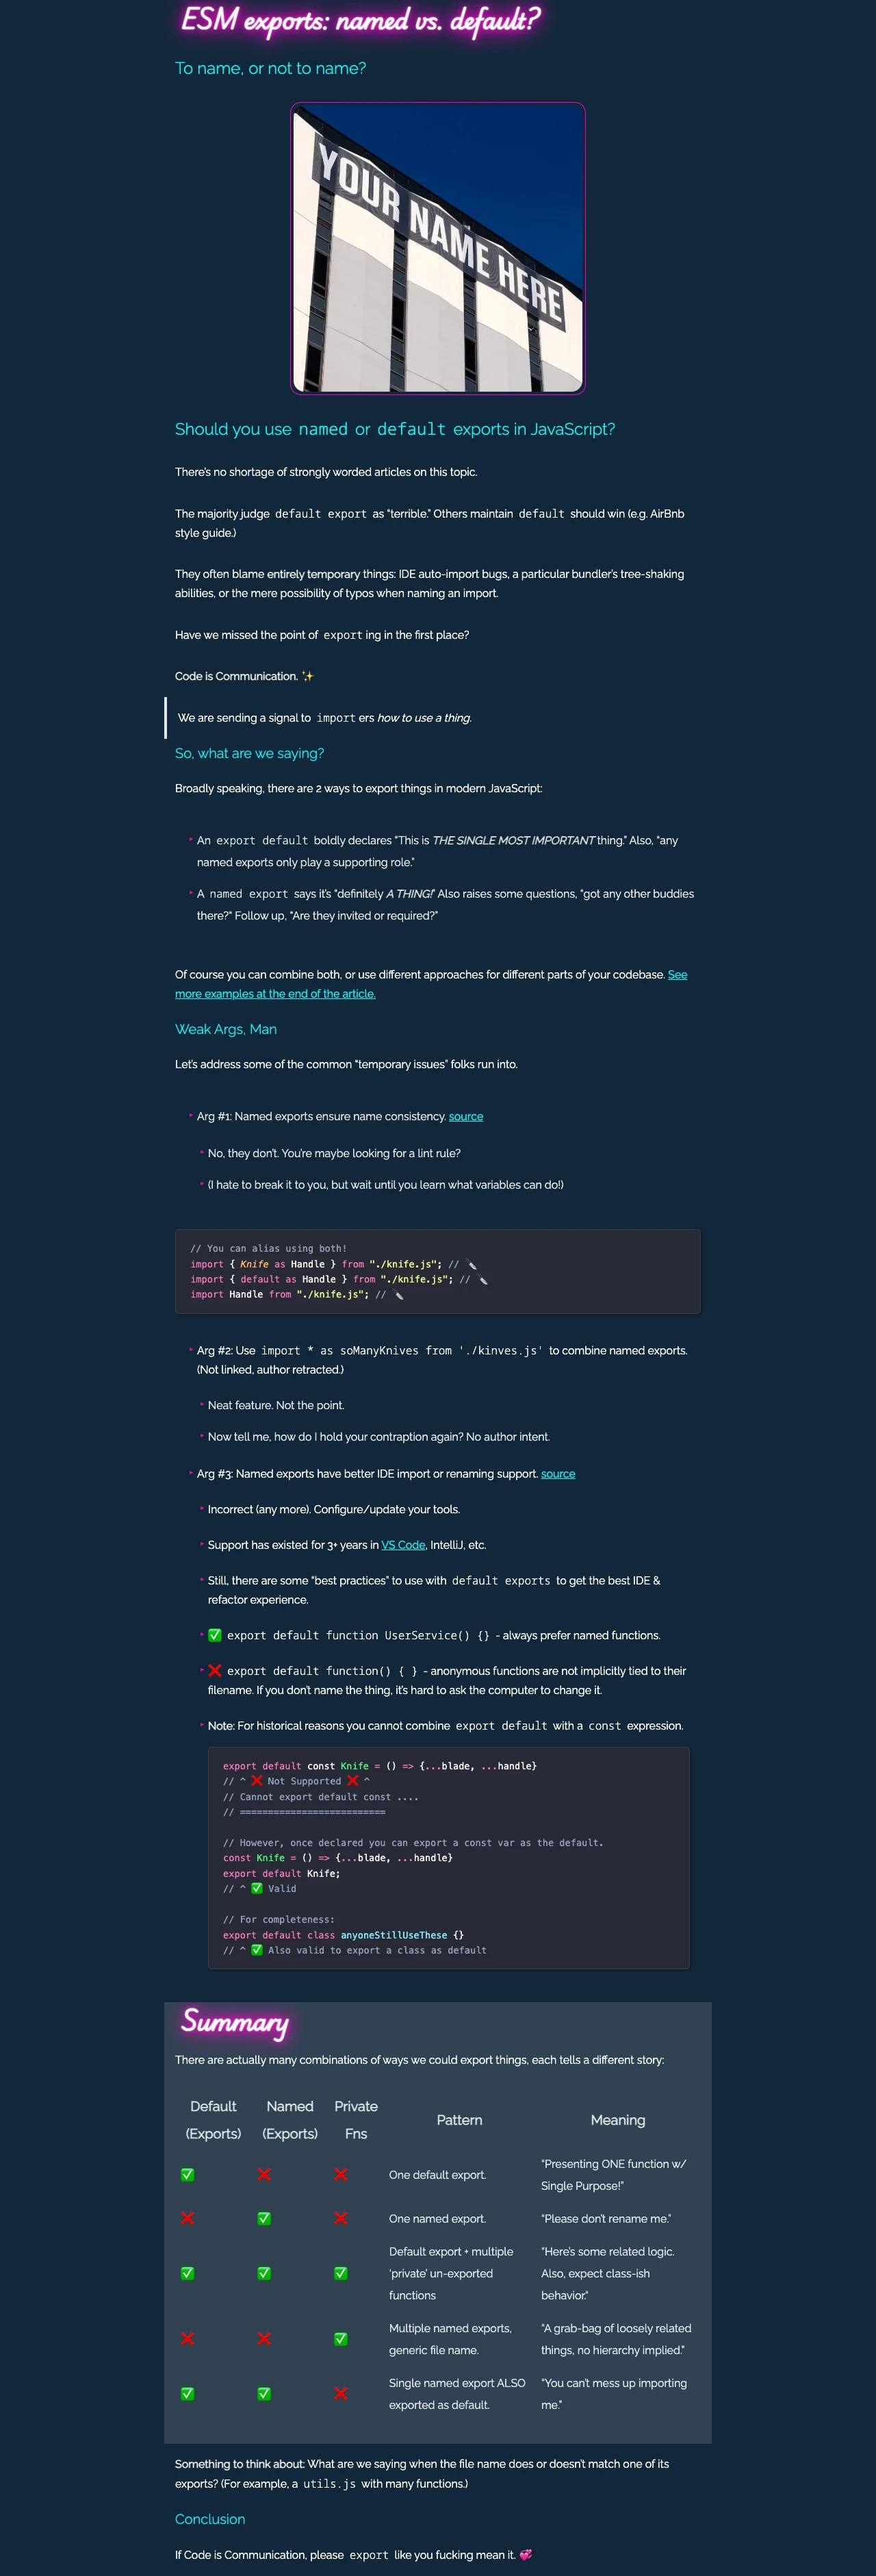 ESM exports: named vs. default?
To name, or not to name?
YOUR NAME HERE
Should you use named or default exports in JavaScript?
There's no shortage of strongly worded articles on this topic.
The majority judge default export as “terrible.” Others maintain default should win (e.g. AirBnb
style guide.)
They often blame entirely temporary things: IDE auto-import bugs, a particular bundler's tree-shaking
abilities, or the mere possibility of typos when naming an import.
Have we missed the point of exporting in the first place?
Code is Communication. ✨
We are sending a signal to importers how to use a thing.
So, what are we saying?
Broadly speaking, there are 2 ways to export things in modern JavaScript:
‣ An export default boldly declares “This is THE SINGLE MOST IMPORTANT thing.” Also, “any
named exports only play a supporting role.”
‣ A named export says it's “definitely A THING!” Also raises some questions, “got any other buddies
there?” Follow up, “Are they invited or required?”
Of course you can combine both, or use different approaches for different parts of your codebase. See
more examples at the end of the article.
Weak Args, Man
Let's address some of the common “temporary issues” folks run into.
‣ Arg #1: Named exports ensure name consistency. source
‣ No, they don't. You're maybe looking for a lint rule?
‣ (I hate to break it to you, but wait until you learn what variables can do!)
// You can alias using both!
import { Knife as Handle } from "./knife.js"; // 🔪
import { default as Handle } from "./knife.js"; // 🔪
import Handle from "./knife.js"; // 🔪
‣ Arg #2: Use import * as soManyKnives from './kinves.js' to combine named exports.
(Not linked, author retracted.)
‣ Neat feature. Not the point.
‣ Now tell me, how do I hold your contraption again? No author intent.
‣ Arg #3: Named exports have better IDE import or renaming support. source
‣ Incorrect (any more). Configure/update your tools.
‣ Support has existed for 3+ years in VS Code, IntelliJ, etc.
‣ Still, there are some “best practices” to use with default exports to get the best IDE &
refactor experience.
‣ ✅ export default function UserService() {} - always prefer named functions.
‣ ❌ export default function() { } - anonymous functions are not implicitly tied to their
filename. If you don't name the thing, it's hard to ask the computer to change it.
‣ Note: For historical reasons you cannot combine export default with a const expression.
export default const Knife = () => {...blade, ...handle}
// ^ ❌ Not Supported ❌ ^
// Cannot export default const ....
// ==========================
// However, once declared you can export a const var as the default.
const Knife = () => {...blade, ...handle}
export default Knife;
// ^ ✅ Valid
// For completeness:
export default class anyoneStillUseThese {}
// ^ ✅ Also valid to export a class as default
Summary
There are actually many combinations of ways we could export things, each tells a different story:
Default (Exports) Named (Exports) Private Fns Pattern Meaning
✅ ❌ ❌ One default export. “Presenting ONE function w/ Single Purpose!”
❌ ✅ ❌ One named export. “Please don't rename me.”
✅ ✅ ✅ Default export + multiple ‘private’ un-exported functions “Here's some related logic. Also, expect class-ish behavior.”
❌ ❌ ✅ Multiple named exports, generic file name. “A grab-bag of loosely related things, no hierarchy implied.”
✅ ✅ ❌ Single named export ALSO exported as default. “You can't mess up importing me.”
Something to think about: What are we saying when the file name does or doesn't match one of its
exports? (For example, a utils.js with many functions.)
Conclusion
If Code is Communication, please export like you fucking mean it. 💞